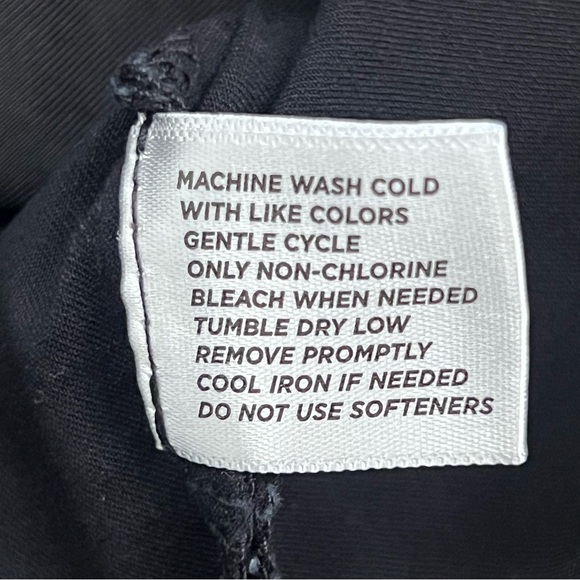 MACHINE WASH COLD
WITH LIKE COLORS
GENTLE CYCLE
ONLY NON-CHLORINE
BLEACH WHEN NEEDED
TUMBLE DRY LOW
REMOVE PROMPTLY
COOL IRON IF NEEDED
DO NOT USE SOFTENERS